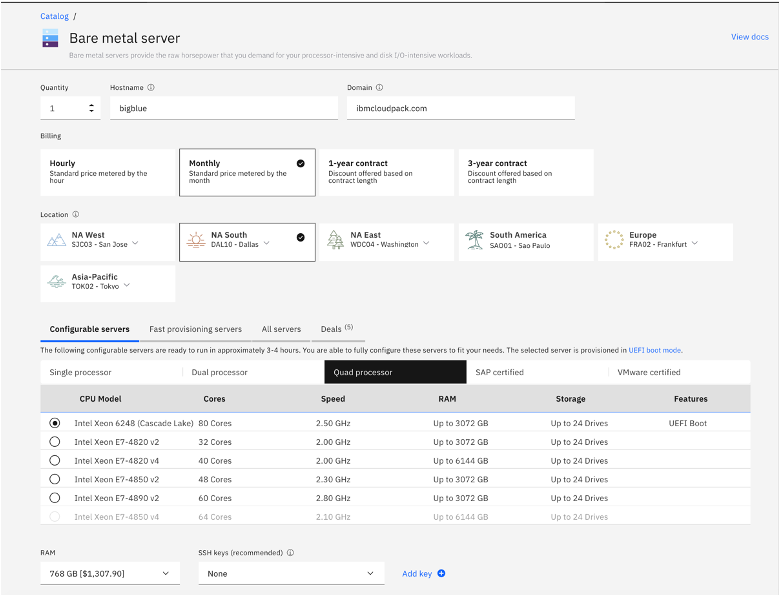 Catalog /
Bare metal server
View docs
Bare metal servers provide the raw horsepower that you demand for your processor-intensive and disk I/O-intensive workloads.
Quantity Hostname Domain
1 bigblue ibmcloudpack.com
Billing
Hourly
Standard price metered by the
hour
Monthly
Standard price metered by the
month
1-year contract
Discount offered based on
contract length
3-year contract
Discount offered based on
contract length
Location
NA West
SJC03 - San Jose
NA South
DAL10 - Dallas
NA East
WDC04 - Washington
South America
SAO01 - Sao Paulo
Europe
FRA02 - Frankfurt
Asia-Pacific
TOK02 - Tokyo
Configurable servers Fast provisioning servers All servers Deals (5)
The following configurable servers are ready to run in approximately 3-4 hours. You are able to fully configure these servers to fit your needs. The selected server is provisioned in UEFI boot mode.
Single processor Dual processor Quad processor SAP certified VMware certified
CPU Model Cores Speed RAM Storage Features
Intel Xeon 6248 (Cascade Lake) 80 Cores 2.50 GHz Up to 3072 GB Up to 24 Drives UEFI Boot
Intel Xeon E7-4820 v2 32 Cores 2.00 GHz Up to 3072 GB Up to 24 Drives
Intel Xeon E7-4820 v4 40 Cores 2.00 GHz Up to 6144 GB Up to 24 Drives
Intel Xeon E7-4850 v2 48 Cores 2.30 GHz Up to 3072 GB Up to 24 Drives
Intel Xeon E7-4890 v2 60 Cores 2.80 GHz Up to 3072 GB Up to 24 Drives
Intel Xeon E7-4850 v4 64 Cores 2.10 GHz Up to 6144 GB Up to 24 Drives
RAM SSH keys (recommended)
768 GB [$1,307.90] None Add key